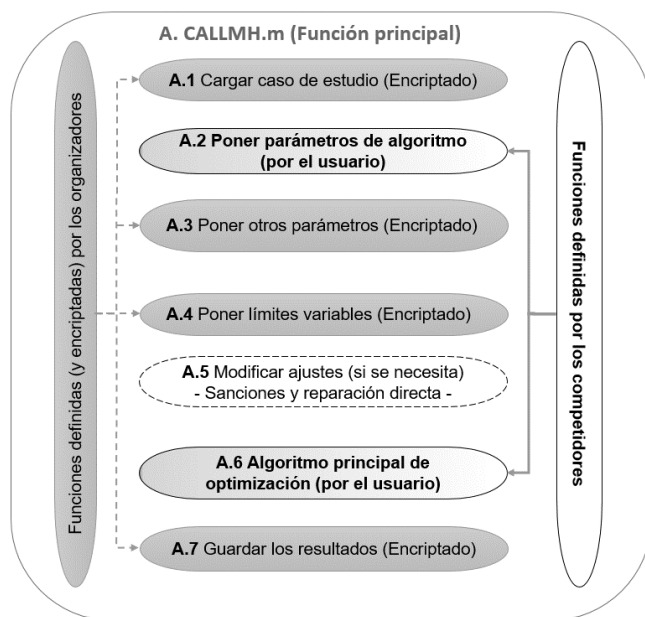 A. CALLMH.m (Función principal)
Funciones definidas (y encriptadas) por los organizadores
A.1 Cargar caso de estudio (Encriptado)
A.2 Poner parámetros de algoritmo
(por el usuario)
A.3 Poner otros parámetros (Encriptado)
A.4 Poner límites variables (Encriptado)
A.5 Modificar ajustes (si se necesita)
- Sanciones y reparación directa -
A.6 Algoritmo principal de
optimización (por el usuario)
A.7 Guardar los resultados (Encriptado)
Funciones definidas por los competidores